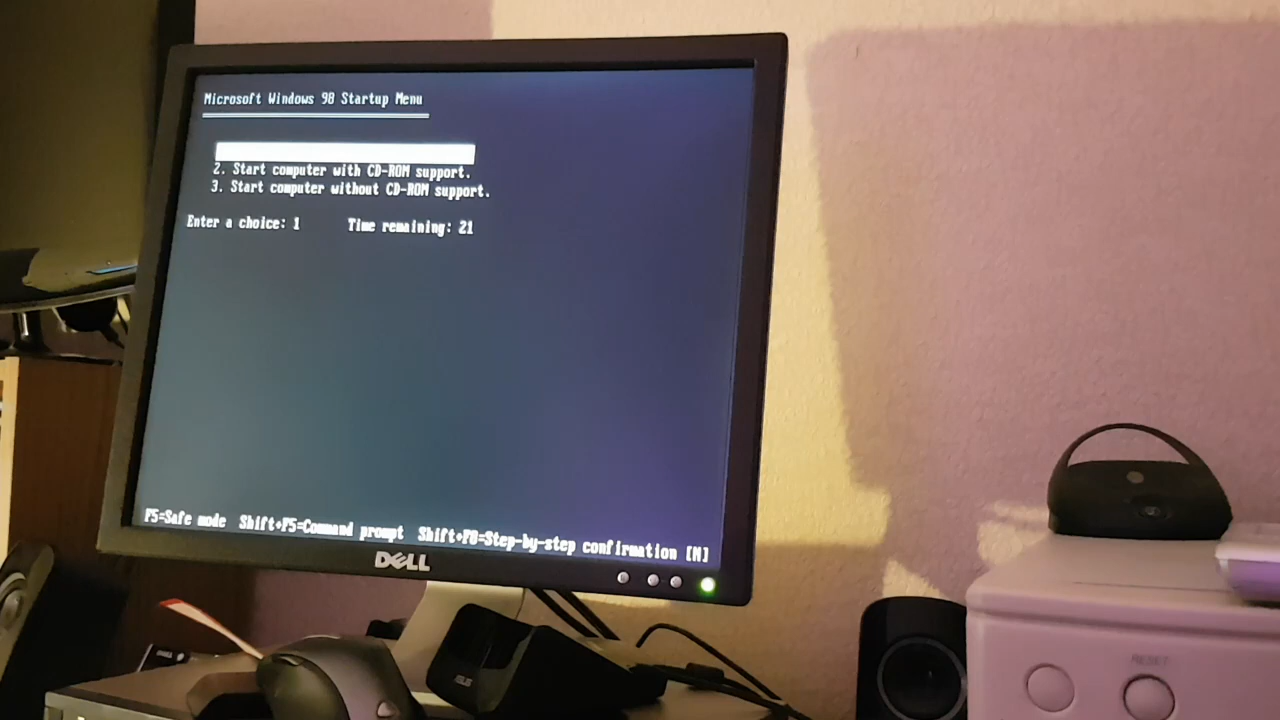 Microsoft Windows 98 Startup Menu
2. Start computer with CD-ROM support.
3. Start computer without CD-ROM support.
Enter a choice: 1 Time remaining: 21
F5=Safe mode Shift+F5=Command prompt Shift+F8=Step-by-step confirmation [N]
DELL
ASUS
RESET